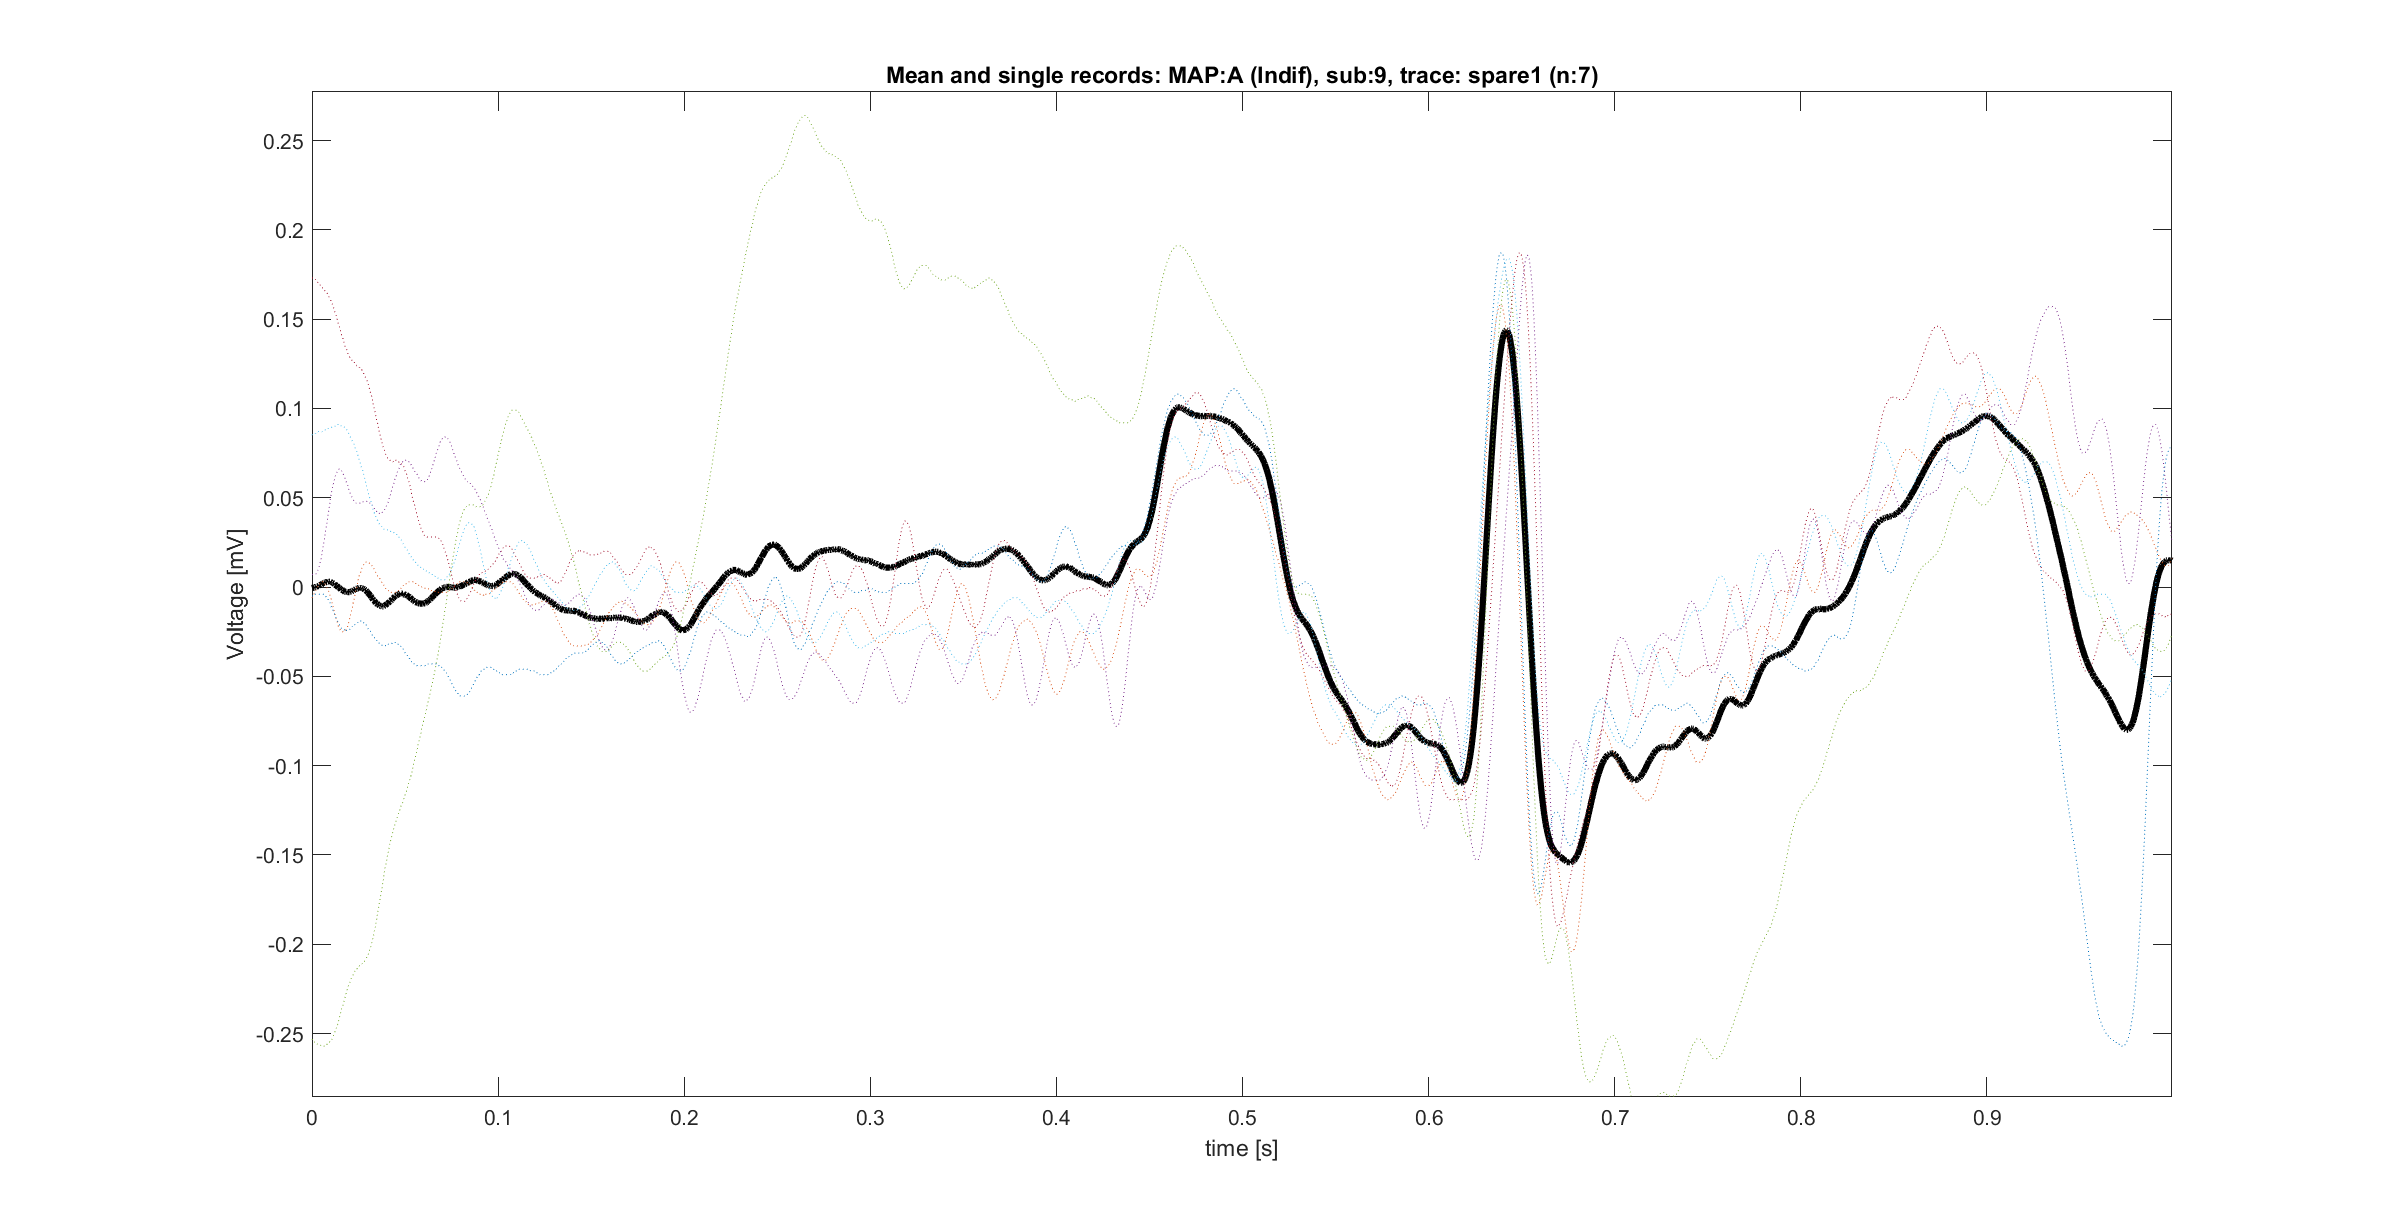 Mean and single records: MAP:A (Indif), sub:9, trace: spare1 (n:7)
Voltage [mV]
0.25
0.2
0.15
0.1
0.05
0
-0.05
-0.1
-0.15
-0.2
-0.25
0 0.1 0.2 0.3 0.4 0.5 0.6 0.7 0.8 0.9
time [s]